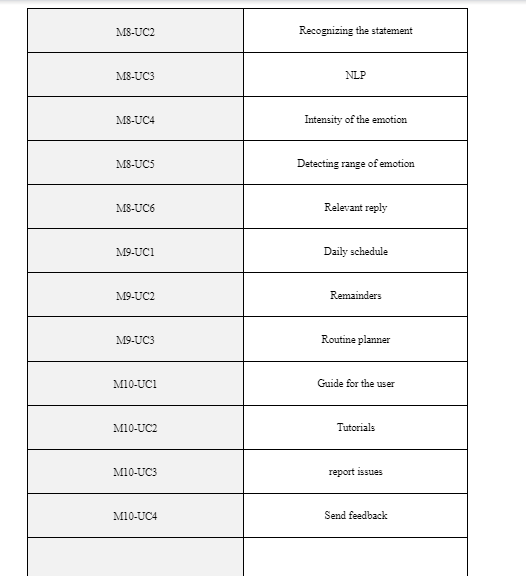 M8-UC2 Recognizing the statement
M8-UC3 NLP
M8-UC4 Intensity of the emotion
M8-UC5 Detecting range of emotion
M8-UC6 Relevant reply
M9-UC1 Daily schedule
M9-UC2 Remainders
M9-UC3 Routine planner
M10-UC1 Guide for the user
M10-UC2 Tutorials
M10-UC3 report issues
M10-UC4 Send feedback